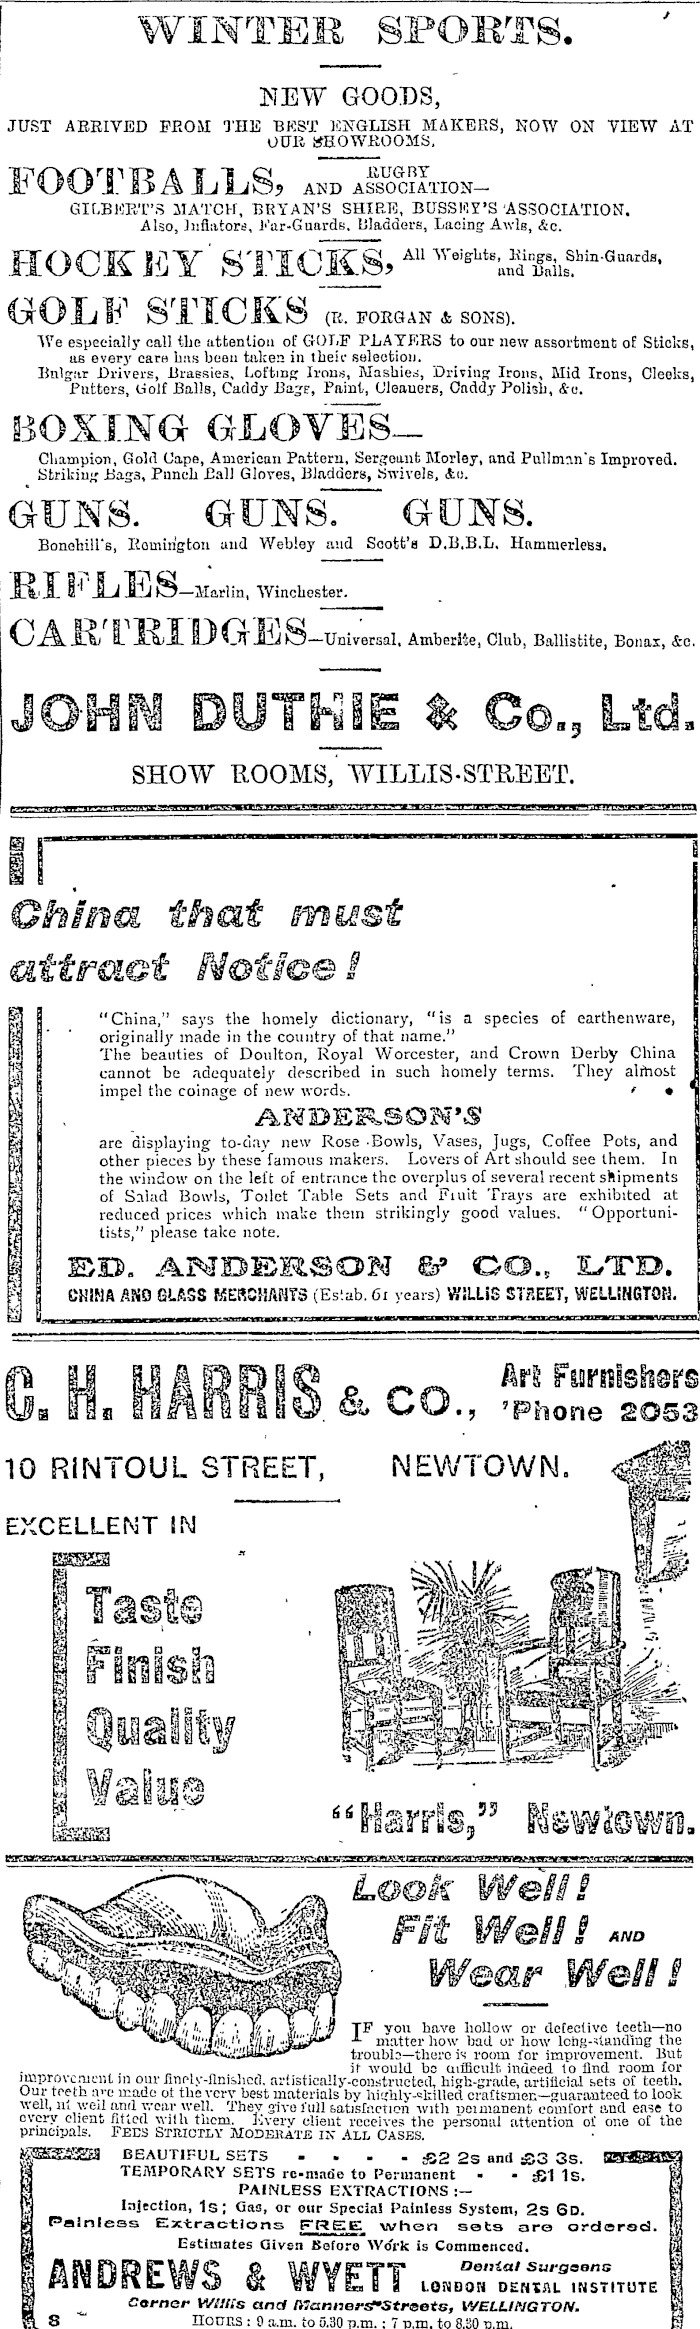 WINTER SPORTS.
NEW GOODS,
JUST ARRIVED FROM THE BEST ENGLISH MAKERS, NOW ON VIEW AT
OUR SHOWROOMS.
FOOTBALLS, RUGBY AND ASSOCIATION—
GILBERT'S MATCH, BRYAN'S SHIRE, BUSSEY'S ASSOCIATION.
Also, Inflators, Ear-Guards, Bladders, Lacing Awls, &c.
HOCKEY STICKS, All Weights, Rings, Shin-Guards,
and Balls.
GOLF STICKS (R. FORGAN & SONS).
We especially call the attention of GOLF PLAYERS to our new assortment of Sticks,
as every care has been taken in their selection.
Bulgar Drivers, Brassies, Lofting Irons, Mashies, Driving Irons, Mid Irons, Cleeks,
Putters, Golf Balls, Caddy Bags, Paint, Cleaners, Caddy Polish, &c.
BOXING GLOVES—
Champion, Gold Cape, American Pattern, Sergeant Morley, and Pullman's Improved.
Striking Bags, Punch Ball Gloves, Bladders, Swivels, &c.
GUNS. GUNS. GUNS.
Bonehill's, Remington and Webley and Scott's D.B.B.L. Hammerless.
RIFLES—Marlin, Winchester.
CARTRIDGES—Universal, Amberite, Club, Ballistite, Bonax, &c.
JOHN DUTHIE & Co., Ltd.
SHOW ROOMS, WILLIS-STREET.
China that must
attract Notice!
"China," says the homely dictionary, "is a species of earthenware,
originally made in the country of that name."
The beauties of Doulton, Royal Worcester, and Crown Derby China
cannot be adequately described in such homely terms. They almost
impel the coinage of new words.
ANDERSON'S
are displaying to-day new Rose Bowls, Vases, Jugs, Coffee Pots, and
other pieces by these famous makers. Lovers of Art should see them. In
the window on the left of entrance the overplus of several recent shipments
of Salad Bowls, Toilet Table Sets and Fruit Trays are exhibited at
reduced prices which make them strikingly good values. "Opportuni-
tists," please take note.
ED. ANDERSON & CO., LTD.
CHINA AND GLASS MERCHANTS (Estab. 61 years) WILLIS STREET, WELLINGTON.
C. H. HARRIS & CO., Art Furnishers
'Phone 2053
10 RINTOUL STREET, NEWTOWN.
EXCELLENT IN
Taste
Finish
Quality
Value
"Harris," Newtown.
Look Well!
Fit Well! AND
Wear Well!
IF you have hollow or defective teeth—no
matter how bad or how long-standing the
trouble—there is room for improvement. But
it would be difficult indeed to find room for
improvement in our finely-finished, artistically-constructed, high-grade, artificial sets of teeth.
Our teeth are made of the very best materials by highly-skilled craftsmen—guaranteed to look
well, fit well and wear well. They give full satisfaction with permanent comfort and ease to
every client fitted with them. Every client receives the personal attention of one of the
principals. FEES STRICTLY MODERATE IN ALL CASES.
BEAUTIFUL SETS - - - - £2 2s and £3 3s.
TEMPORARY SETS re-made to Permanent - - £1 1s.
PAINLESS EXTRACTIONS:—
Injection, 1s; Gas, or our Special Painless System, 2s 6D.
Painless Extractions FREE when sets are ordered.
Estimates Given Before Work is Commenced.
ANDREWS & WYETT Dental Surgeons
LONDON DENTAL INSTITUTE
Corner Willis and Manners Streets, WELLINGTON.
8 HOURS: 9 a.m. to 5.30 p.m.; 7 p.m. to 8.30 p.m.